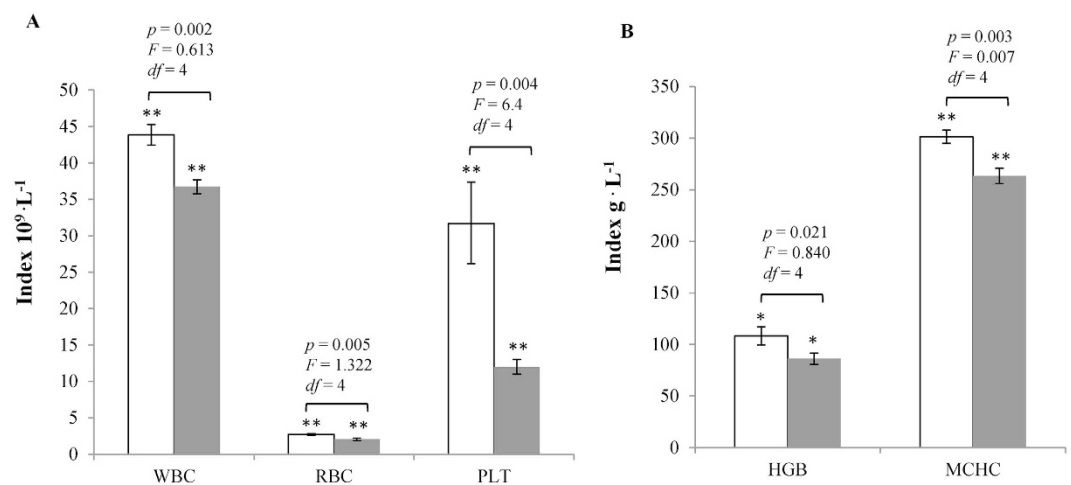 A
p = 0.002
F = 0.613
df = 4
**
**
p = 0.004
F = 6.4
df = 4
**
**
p = 0.005
F = 1.322
df = 4
**
**
50
45
40
35
30
25
20
15
10
5
0
Index 10⁹·L⁻¹
WBC RBC PLT
B
p = 0.003
F = 0.007
df = 4
**
**
p = 0.021
F = 0.840
df = 4
*
*
350
300
250
200
150
100
50
0
Index g · L⁻¹
HGB MCHC